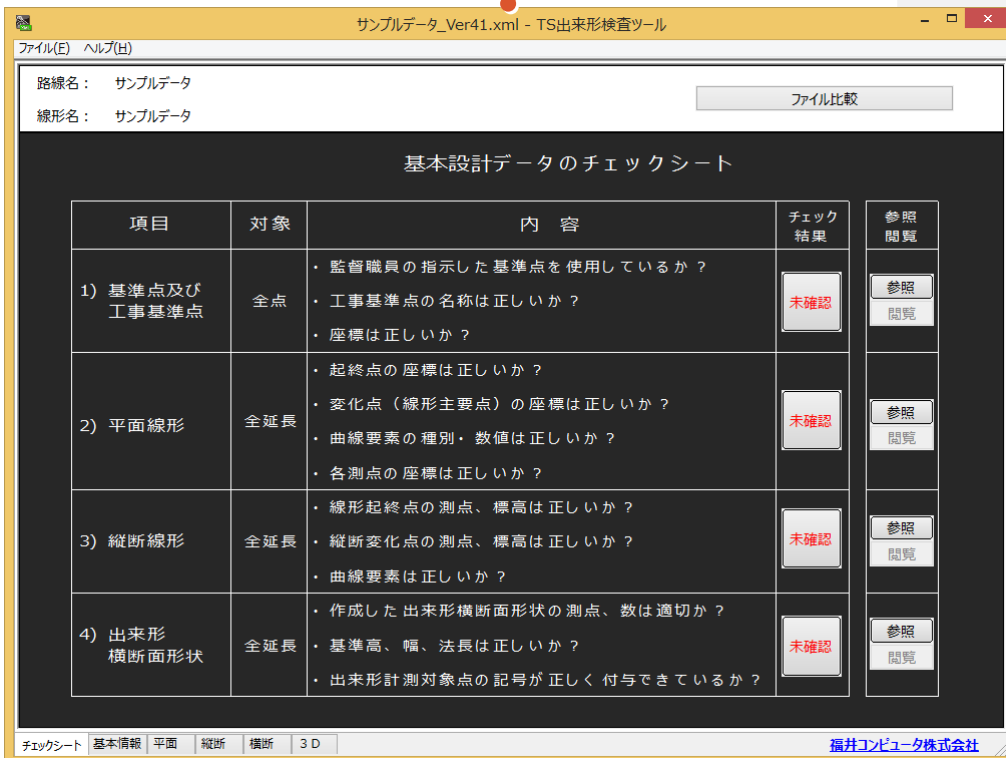 サンプルデータ_Ver41.xml - TS出来形検査ツール
ファイル(F) ヘルプ(H)
路線名： サンプルデータ
ファイル比較
線形名： サンプルデータ
基本設計データのチェックシート
項目 対象 内 容 チェック 参照
結果 閲覧
・ 監督職員の指示した基準点を使用しているか？
1) 基準点及び 参照
工事基準点 全点 ・ 工事基準点の名称は正しいか？ 未確認
閲覧
・ 座標は正しいか？
・ 起終点の座標は正しいか？
・ 変化点（線形主要点）の座標は正しいか？
参照
2) 平面線形 全延長 未確認
・ 曲線要素の種別・数値は正しいか？ 閲覧
・ 各測点の座標は正しいか？
・ 線形起終点の測点、標高は正しいか？
参照
3) 縦断線形 全延長 ・ 縦断変化点の測点、標高は正しいか？ 未確認
閲覧
・ 曲線要素は正しいか？
・ 作成した出来形横断面形状の測点、数は適切か？
4) 出来形 参照
横断面形状 全延長 ・ 基準高、幅、法長は正しいか？ 未確認
閲覧
・ 出来形計測対象点の記号が正しく付与できているか？
チェックシート 基本情報 平面 縦断 横断 3D 福井コンピュータ株式会社